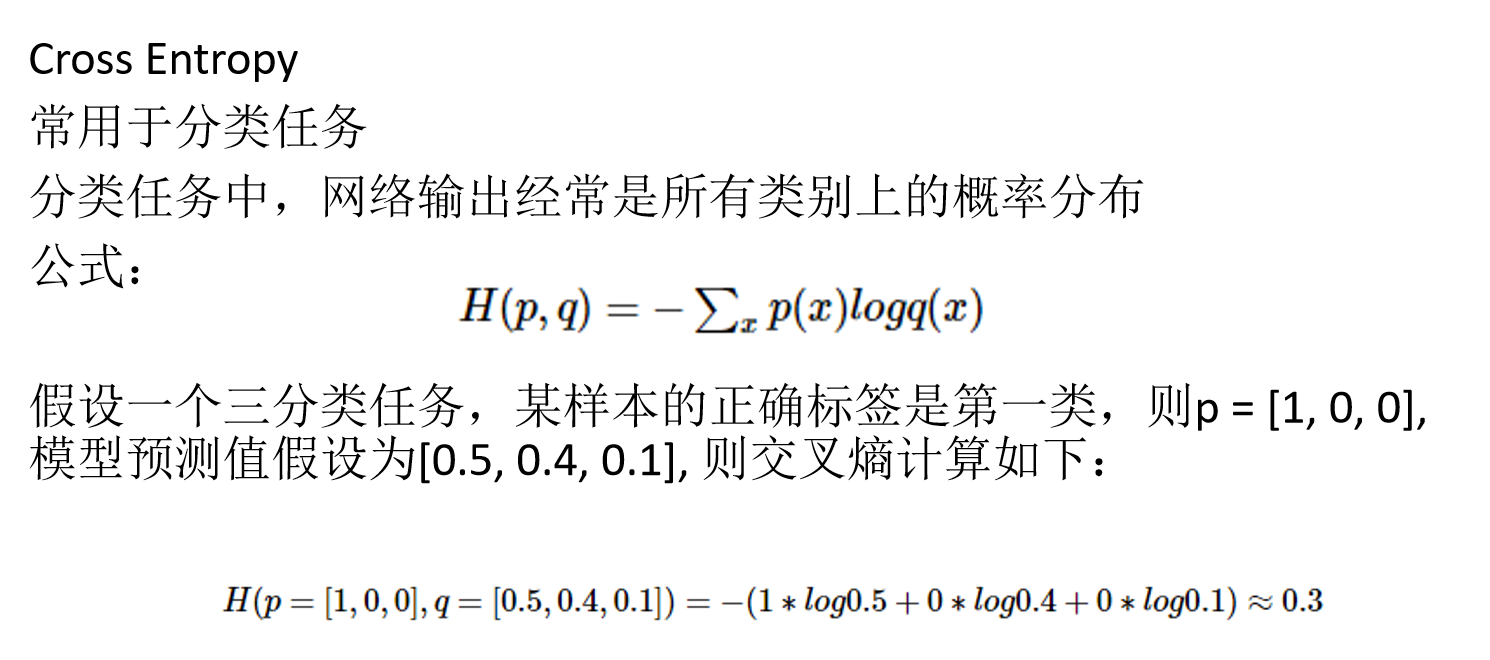 Cross Entropy
常用于分类任务
分类任务中，网络输出经常是所有类别上的概率分布
公式：
H(p, q) = − ∑ₓ p(x)logq(x)
假设一个三分类任务，某样本的正确标签是第一类，则p = [1, 0, 0],
模型预测值假设为[0.5, 0.4, 0.1], 则交叉熵计算如下：
H(p = [1, 0, 0], q = [0.5, 0.4, 0.1]) = −(1 ∗ log0.5 + 0 ∗ log0.4 + 0 ∗ log0.1) ≈ 0.3